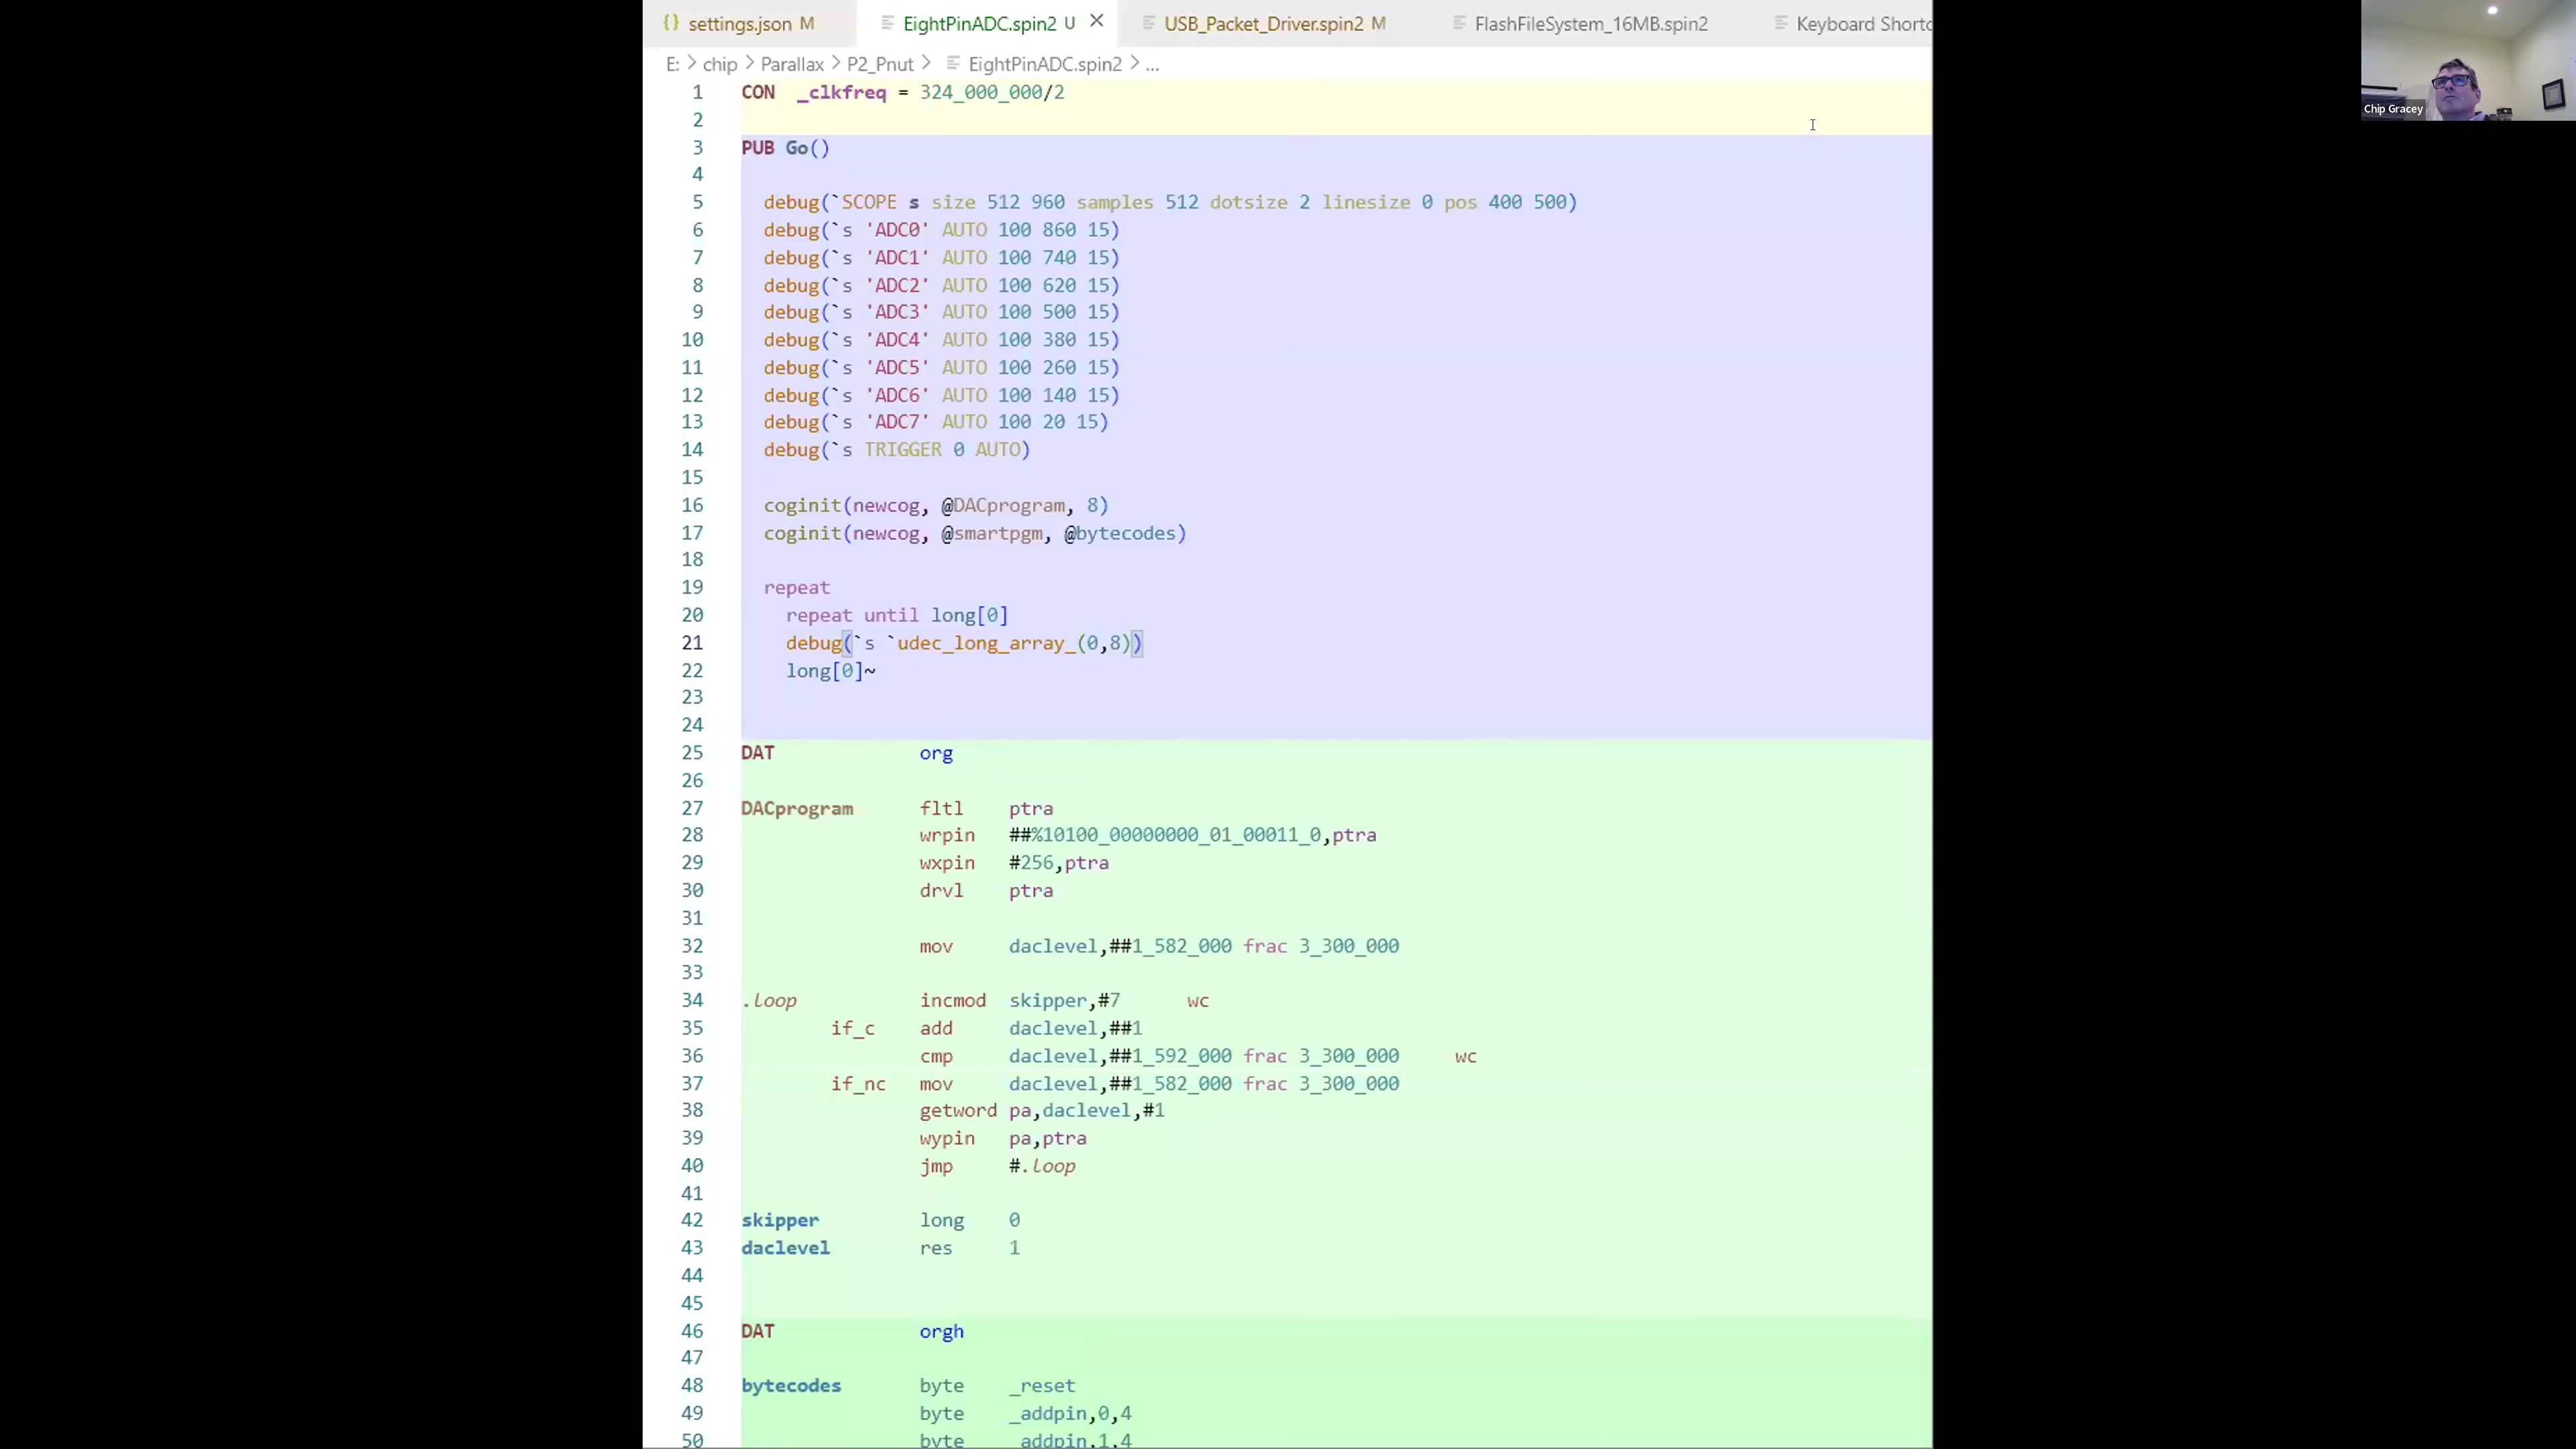 settings.json M
EightPinADC.spin2 U
USB_Packet_Driver.spin2 M
FlashFileSystem_16MB.spin2
Keyboard Shortc
E: > chip > Parallax > P2_Pnut > EightPinADC.spin2 > ...
1 CON _clkfreq = 324_000_000/2
2
3 PUB Go()
4
5 debug(`SCOPE s size 512 960 samples 512 dotsize 2 linesize 0 pos 400 500)
6 debug(`s 'ADC0' AUTO 100 860 15)
7 debug(`s 'ADC1' AUTO 100 740 15)
8 debug(`s 'ADC2' AUTO 100 620 15)
9 debug(`s 'ADC3' AUTO 100 500 15)
10 debug(`s 'ADC4' AUTO 100 380 15)
11 debug(`s 'ADC5' AUTO 100 260 15)
12 debug(`s 'ADC6' AUTO 100 140 15)
13 debug(`s 'ADC7' AUTO 100 20 15)
14 debug(`s TRIGGER 0 AUTO)
15
16 coginit(newcog, @DACprogram, 8)
17 coginit(newcog, @smartpgm, @bytecodes)
18
19 repeat
20 repeat until long[0]
21 debug(`s `udec_long_array_(0,8))
22 long[0]~
23
24
25 DAT org
26
27 DACprogram fltl ptra
28 wrpin ##%10100_00000000_01_00011_0,ptra
29 wxpin #256,ptra
30 drvl ptra
31
32 mov daclevel,##1_582_000 frac 3_300_000
33
34 .loop incmod skipper,#7 wc
35 if_c add daclevel,##1
36 cmp daclevel,##1_592_000 frac 3_300_000 wc
37 if_nc mov daclevel,##1_582_000 frac 3_300_000
38 getword pa,daclevel,#1
39 wypin pa,ptra
40 jmp #.loop
41
42 skipper long 0
43 daclevel res 1
44
45
46 DAT orgh
47
48 bytecodes byte _reset
49 byte _addpin,0,4
50 byte _addpin,1,4
Chip Gracey